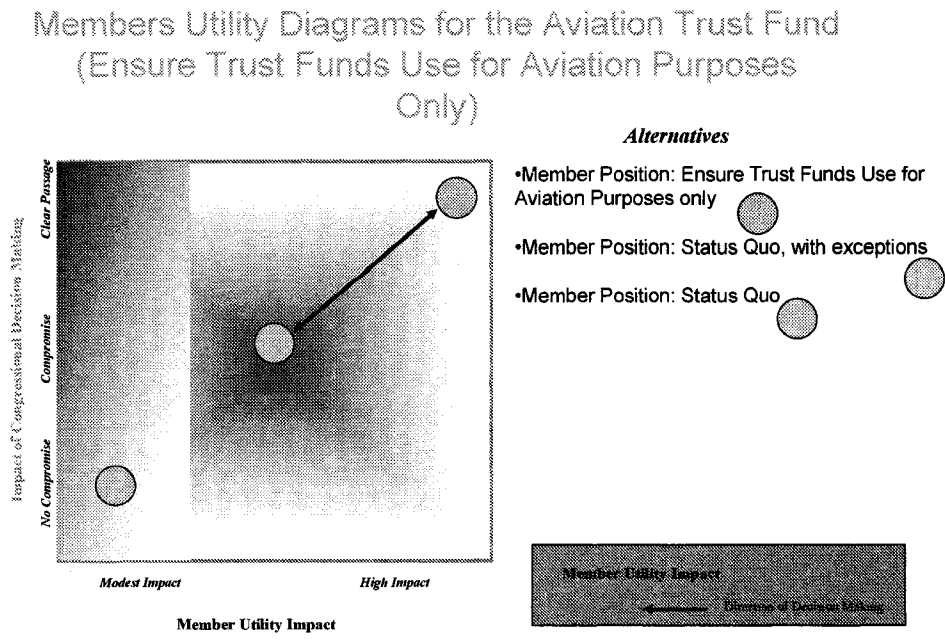 Members Utility Diagrams for the Aviation Trust Fund
(Ensure Trust Funds Use for Aviation Purposes
Only)
Alternatives
•Member Position: Ensure Trust Funds Use for
Aviation Purposes only
•Member Position: Status Quo, with exceptions
•Member Position: Status Quo
Impact of Congressional Decision Making
Clear Passage
Compromise
No Compromise
Modest Impact
High Impact
Member Utility Impact
Member Utility Impact
Direction of Decision Making